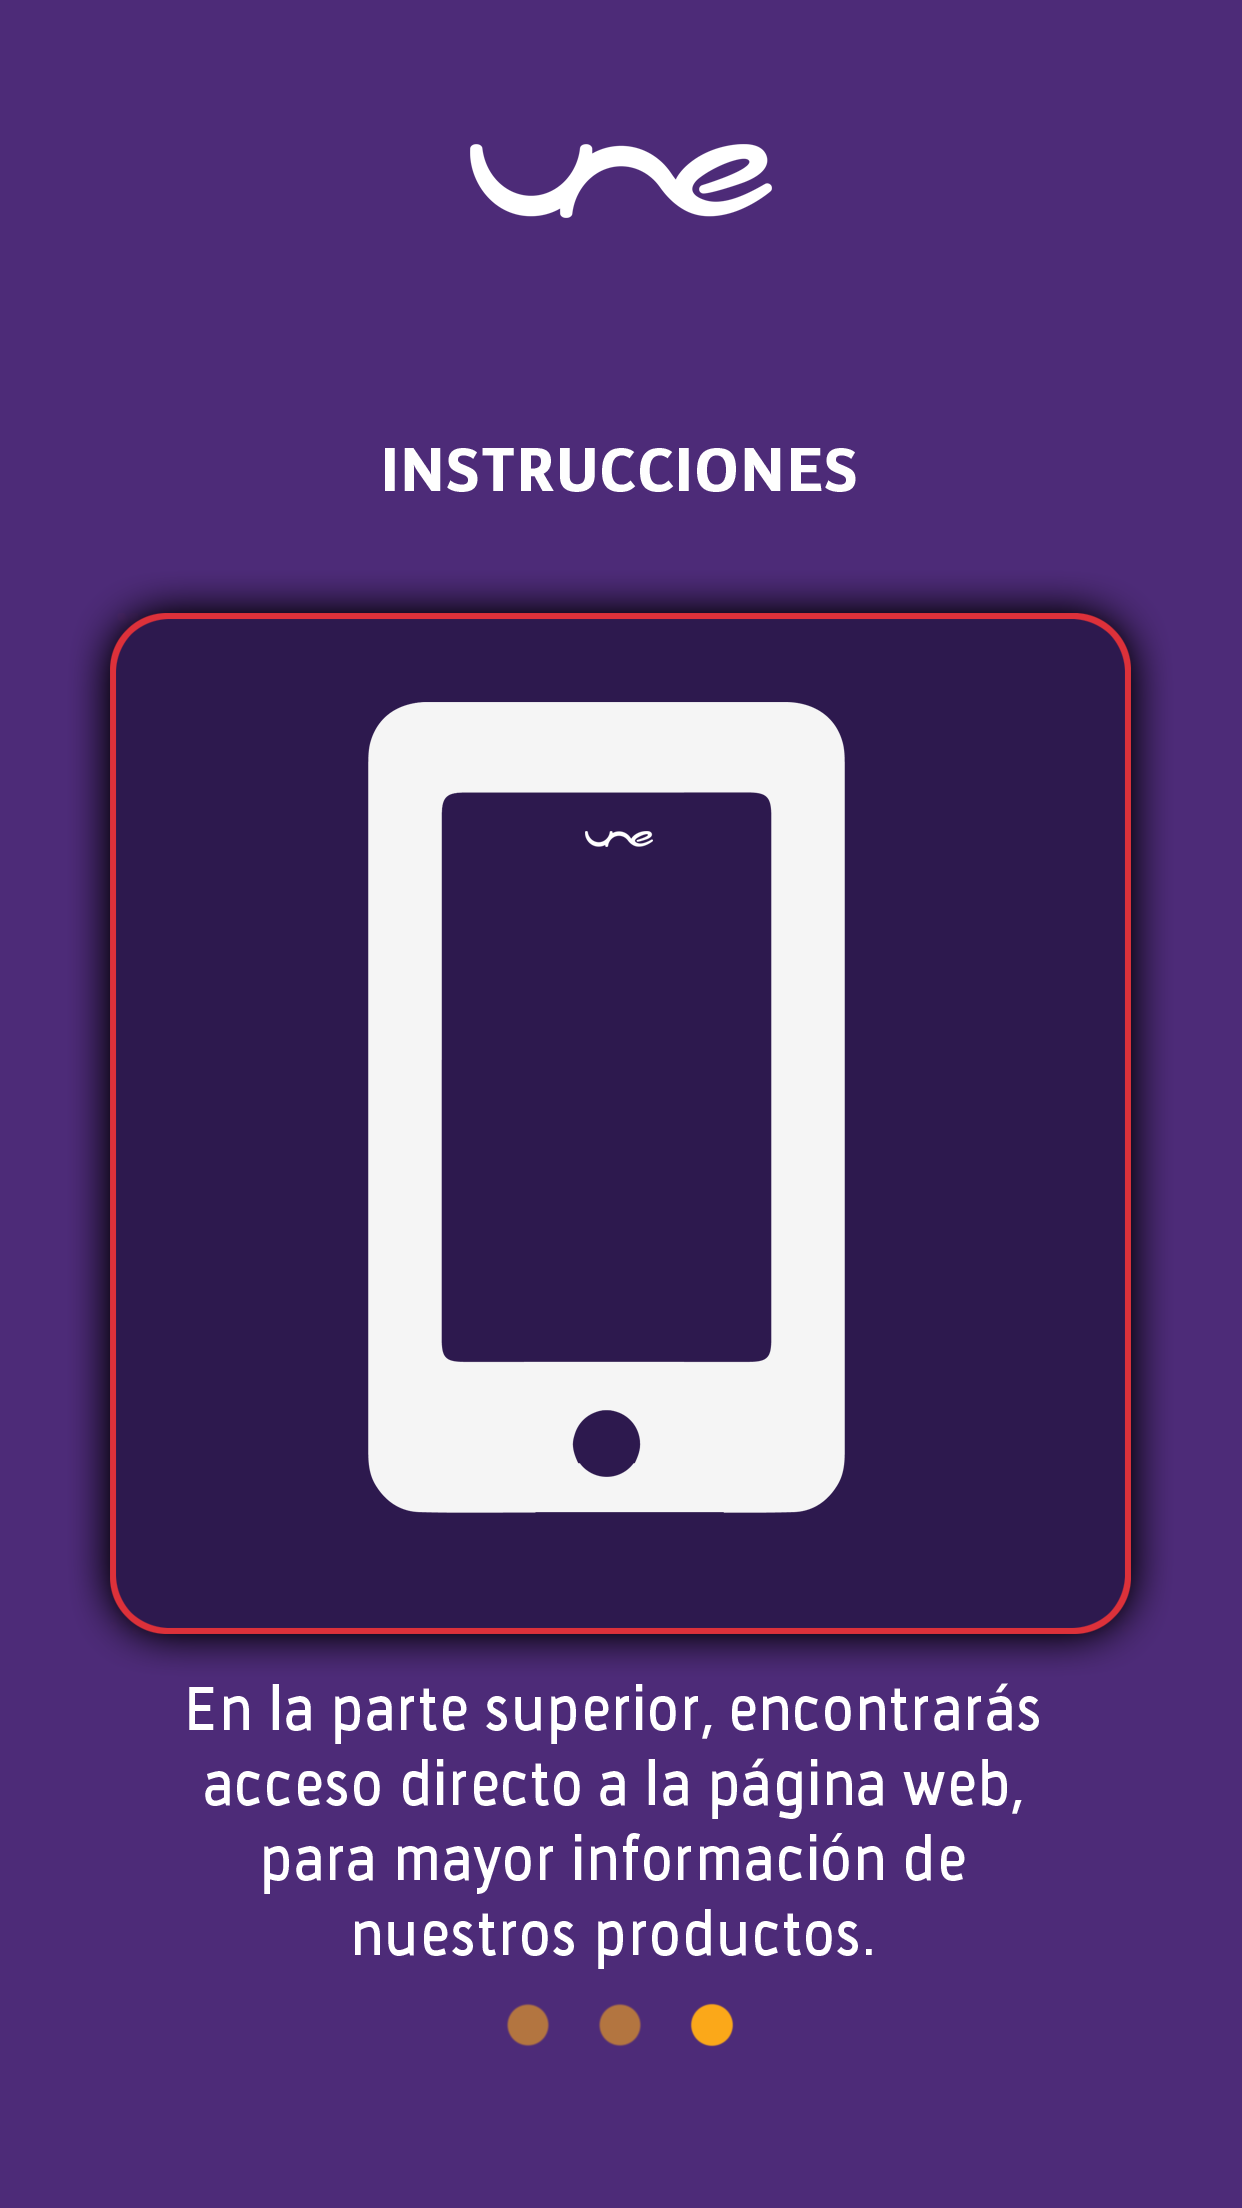 une
INSTRUCCIONES
une
En la parte superior, encontrarás
acceso directo a la página web,
para mayor información de
nuestros productos.